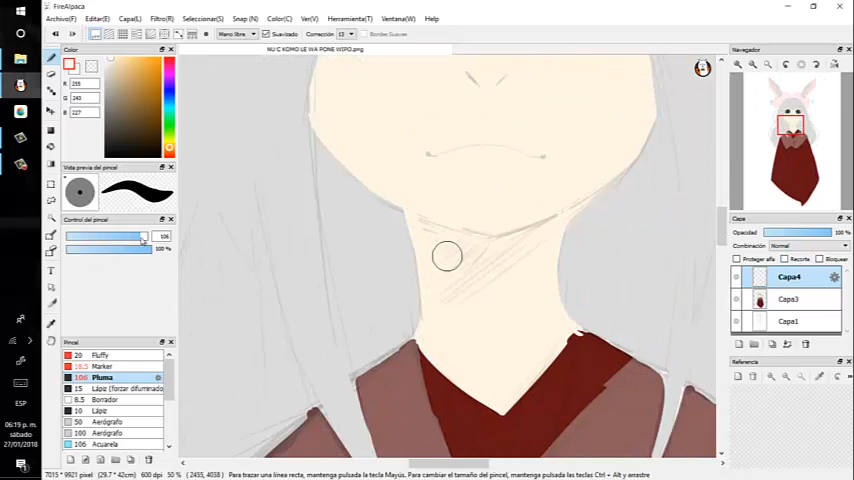 FireAlpaca
Archivo(F) Editar(E) Capa(L) Filtro(R) Seleccionar(S) Snap (N) Color(C) Ver(V) Herramienta(T) Ventana(W) Help
Mano libre Suavizado Corrección 13 Bordes Suaves
NU'C KOMO LE WA PONE WIPO.png
Color
R: 255
G: 243
B: 227
Vista previa del pincel
Control del pincel
106
100 %
Pincel
20 Fluffy
18.5 Marker
106 Pluma
15 Lápiz (forzar difuminado
8.5 Borrador
10 Lápiz
50 Aerógrafo
100 Aerógrafo
106 Acuarela
Navegador
Capa
Opacidad 100 %
Combinación Normal
Proteger alfa Recorte Bloquear
Capa4
Capa3
Capa1
Referencia
ESP
06:19 p. m.
sábado
27/01/2018
7015 * 9921 pixel (29.7 * 42cm) 600 dpi 50 % ( 2455, 4038 ) Para trazar una línea recta, mantenga pulsada la tecla Mayús. Para cambiar el tamaño del pincel, mantenga pulsadas las teclas Ctrl + Alt y arrastre